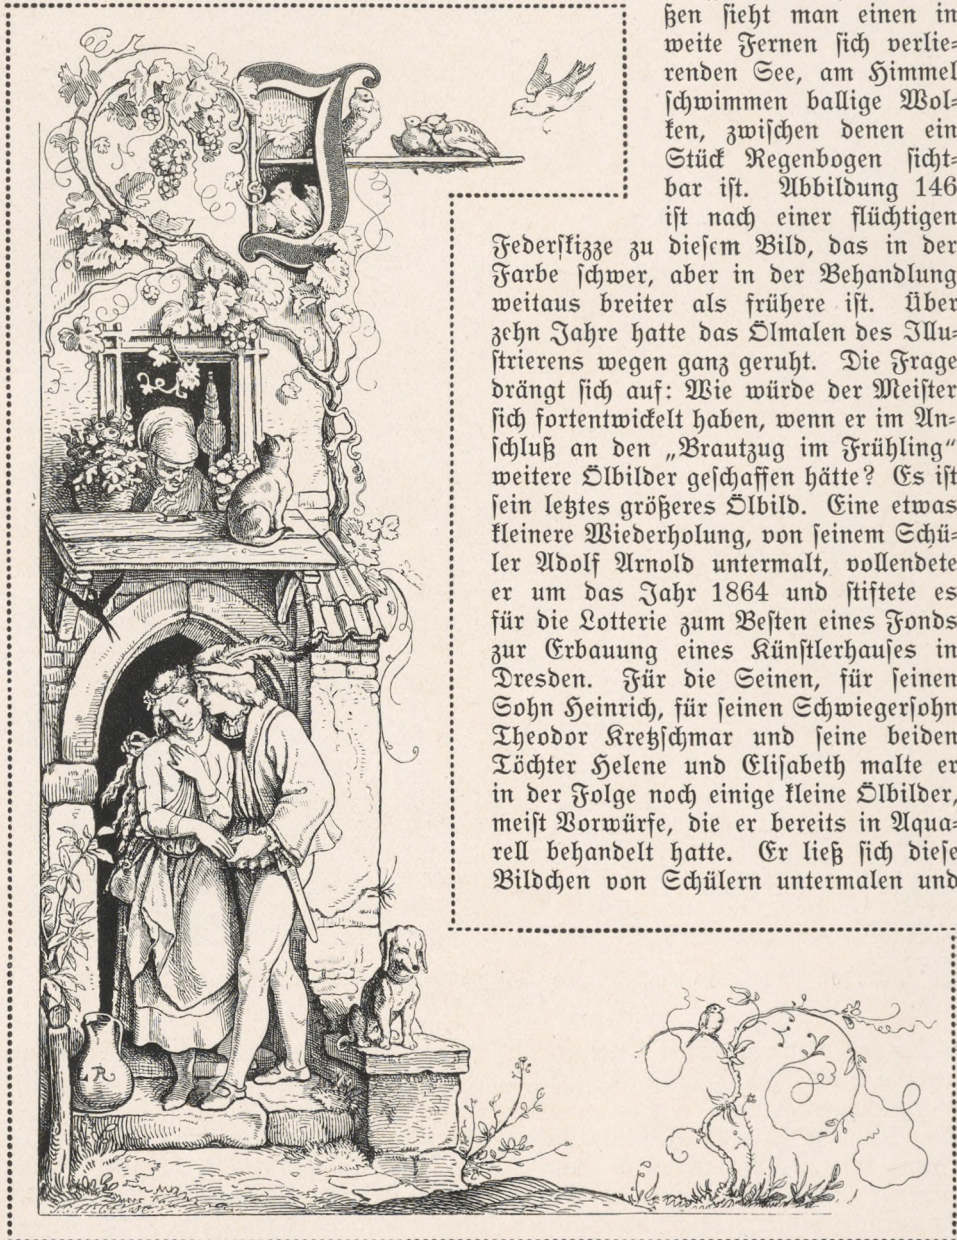 ßen sieht man einen in
weite Fernen sich verlie=
renden See, am Himmel
schwimmen ballige Wol=
ken, zwischen denen ein
Stück Regenbogen sicht=
bar ist. Abbildung 146
ist nach einer flüchtigen
Federskizze zu diesem Bild, das in der
Farbe schwer, aber in der Behandlung
weitaus breiter als frühere ist. Über
zehn Jahre hatte das Ölmalen des Illu=
strierens wegen ganz geruht. Die Frage
drängt sich auf: Wie würde der Meister
sich fortentwickelt haben, wenn er im An=
schluß an den „Brautzug im Frühling“
weitere Ölbilder geschaffen hätte? Es ist
sein letztes größeres Ölbild. Eine etwas
kleinere Wiederholung, von seinem Schü=
ler Adolf Arnold untermalt, vollendete
er um das Jahr 1864 und stiftete es
für die Lotterie zum Besten eines Fonds
zur Erbauung eines Künstlerhauses in
Dresden. Für die Seinen, für seinen
Sohn Heinrich, für seinen Schwiegersohn
Theodor Kretzschmar und seine beiden
Töchter Helene und Elisabeth malte er
in der Folge noch einige kleine Ölbilder,
meist Vorwürfe, die er bereits in Aqua=
rell behandelt hatte. Er ließ sich diese
Bildchen von Schülern untermalen und
J
LR